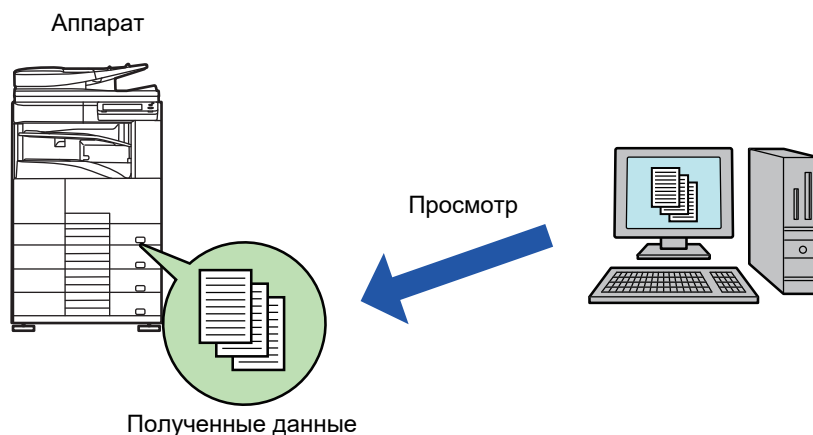 Аппарат
Просмотр
Полученные данные